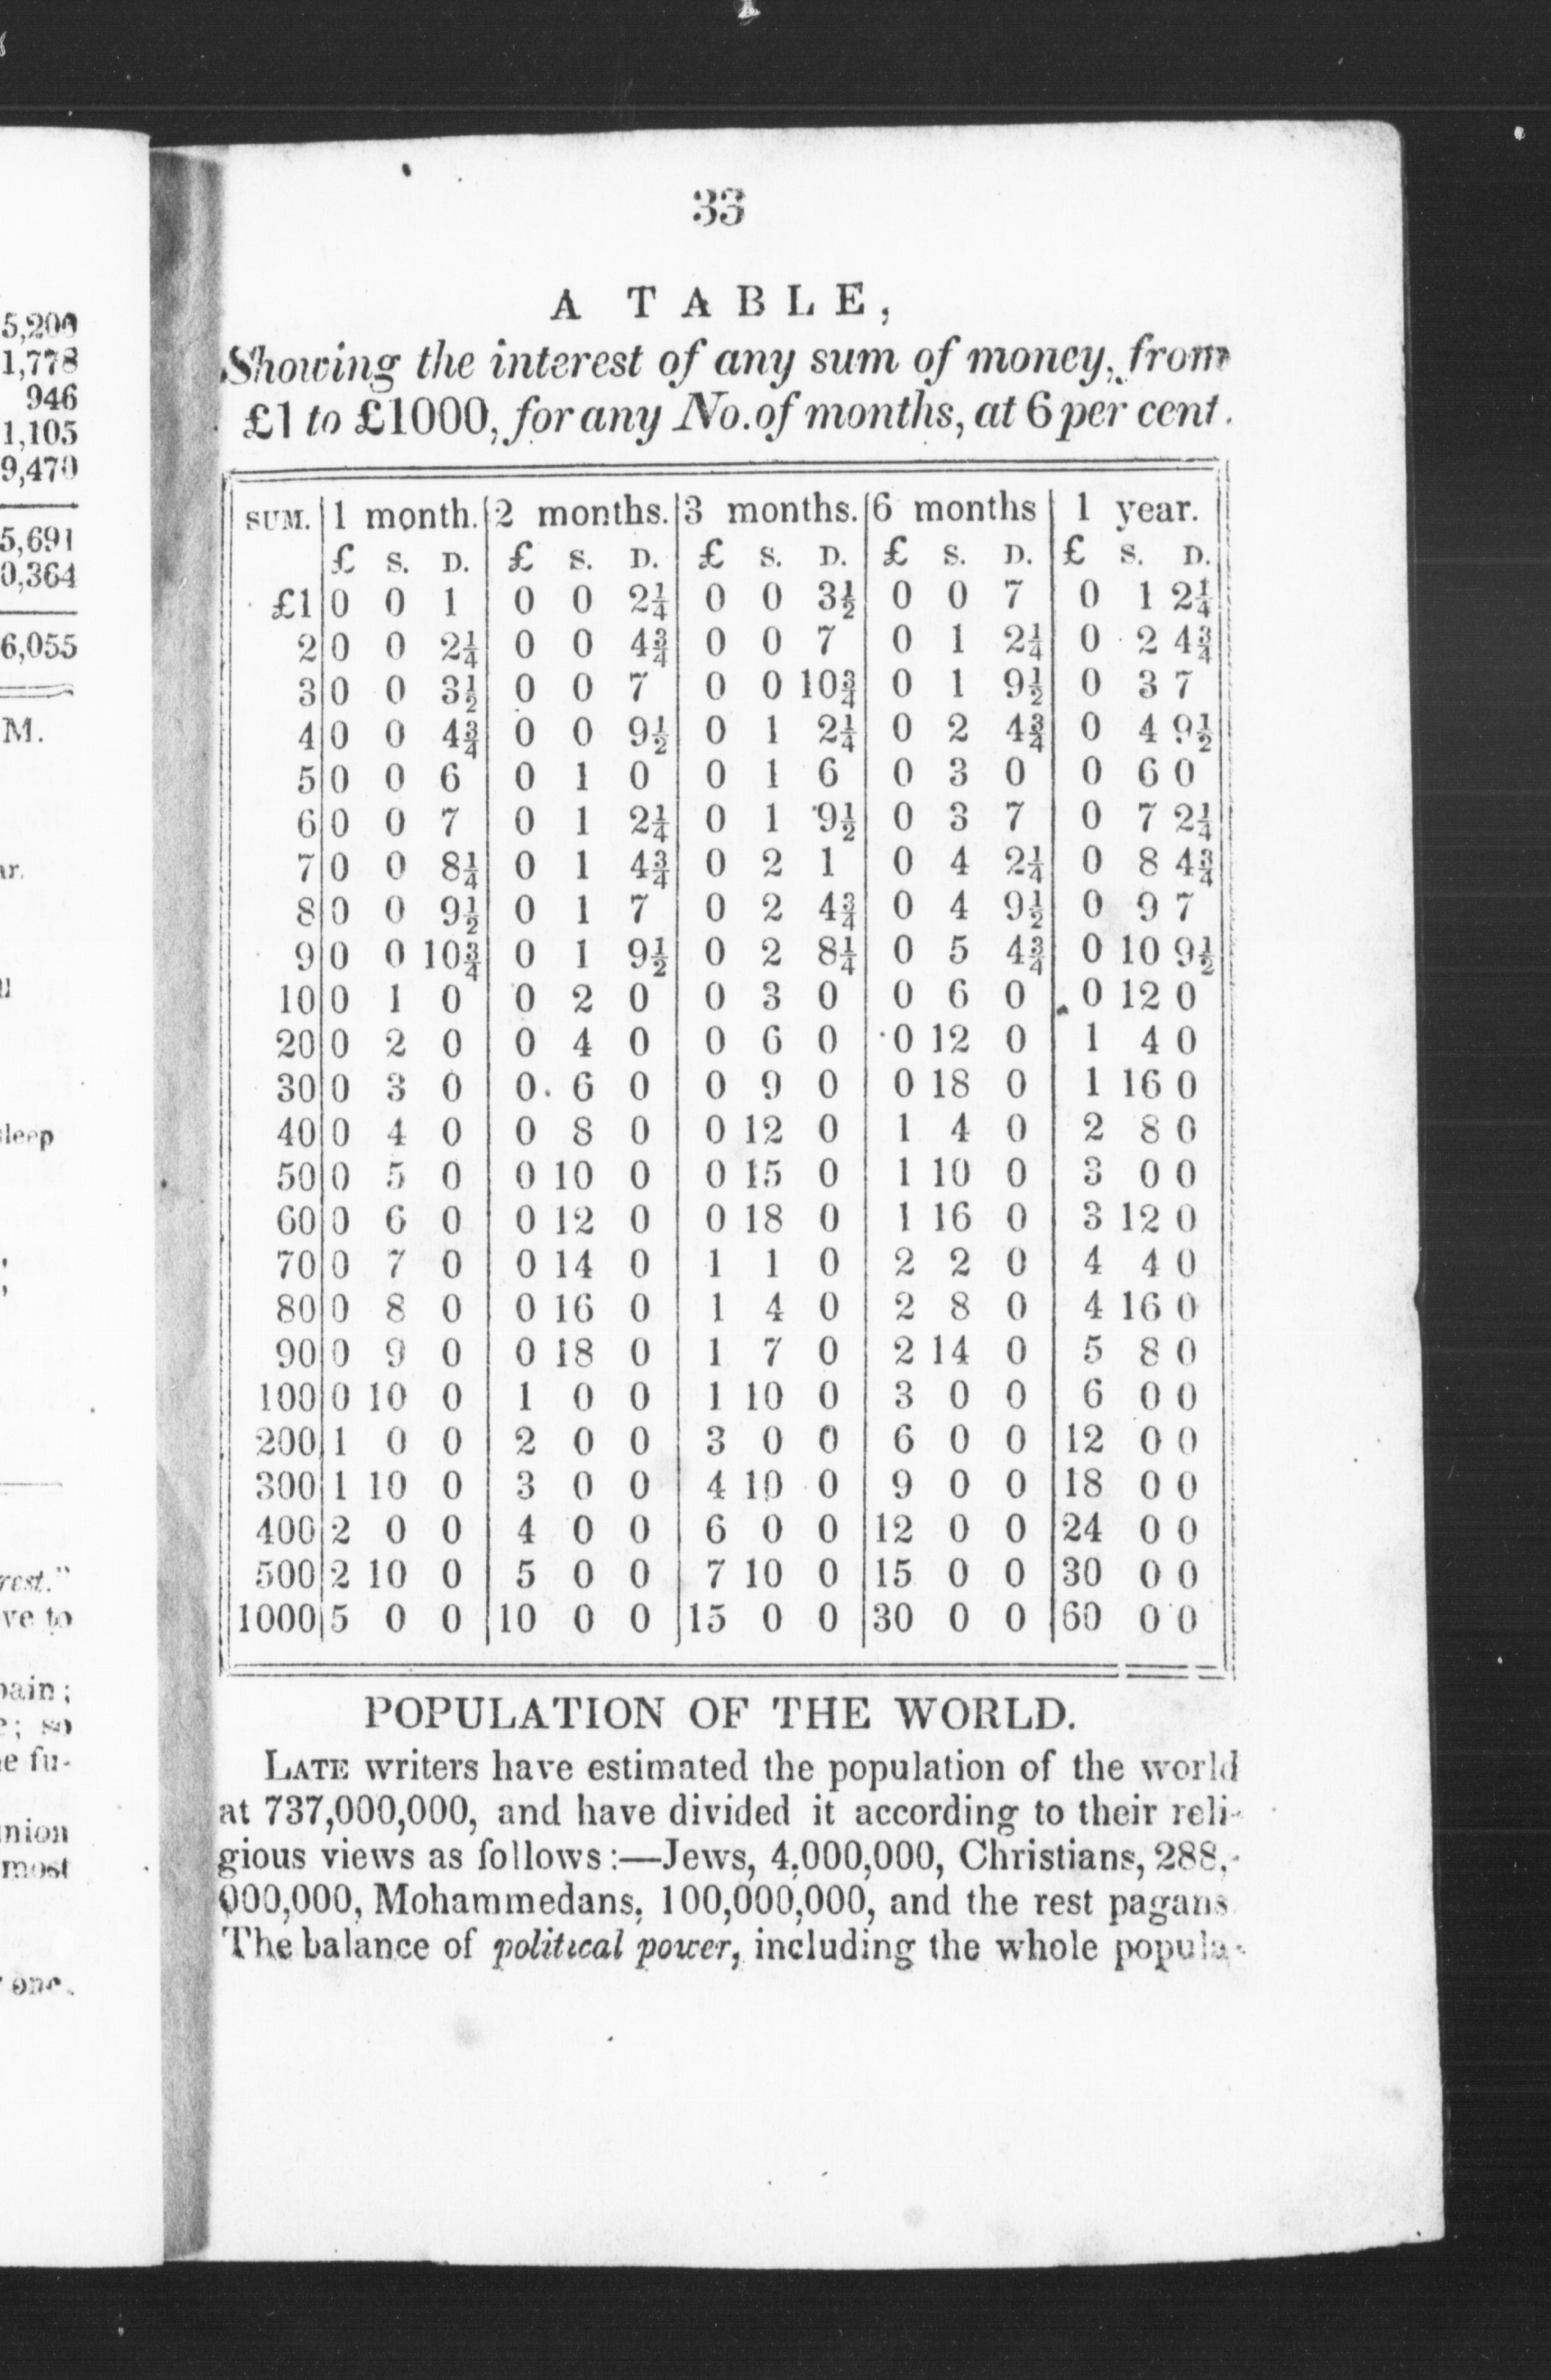 5,200
1,778
946
1,105
9,470
5,691
0,364
6,055
M.
ar.
sleep
rest."
ve to
pain;
e; so
e fu-
nion
most
one.
33
A TABLE,
Showing the interest of any sum of money, from
£1 to £1000, for any No. of months, at 6 per cent.
SUM. 1 month. 2 months. 3 months. 6 months 1 year.
£ S. D. £ S. D. £ S. D. £ S. D. £ S. D.
£1 0 0 1 0 0 2¼ 0 0 3½ 0 0 7 0 1 2¼
2 0 0 2¼ 0 0 4¾ 0 0 7 0 1 2¼ 0 2 4¾
3 0 0 3½ 0 0 7 0 0 10¾ 0 1 9½ 0 3 7
4 0 0 4¾ 0 0 9½ 0 1 2¼ 0 2 4¾ 0 4 9½
5 0 0 6 0 1 0 0 1 6 0 3 0 0 6 0
6 0 0 7 0 1 2¼ 0 1 9½ 0 3 7 0 7 2¼
7 0 0 8¼ 0 1 4¾ 0 2 1 0 4 2¼ 0 8 4¾
8 0 0 9½ 0 1 7 0 2 4¾ 0 4 9½ 0 9 7
9 0 0 10¾ 0 1 9½ 0 2 8¼ 0 5 4¾ 0 10 9½
10 0 1 0 0 2 0 0 3 0 0 6 0 0 12 0
20 0 2 0 0 4 0 0 6 0 0 12 0 1 4 0
30 0 3 0 0 6 0 0 9 0 0 18 0 1 16 0
40 0 4 0 0 8 0 0 12 0 1 4 0 2 8 0
50 0 5 0 0 10 0 0 15 0 1 10 0 3 0 0
60 0 6 0 0 12 0 0 18 0 1 16 0 3 12 0
70 0 7 0 0 14 0 1 1 0 2 2 0 4 4 0
80 0 8 0 0 16 0 1 4 0 2 8 0 4 16 0
90 0 9 0 0 18 0 1 7 0 2 14 0 5 8 0
100 0 10 0 1 0 0 1 10 0 3 0 0 6 0 0
200 1 0 0 2 0 0 3 0 0 6 0 0 12 0 0
300 1 10 0 3 0 0 4 10 0 9 0 0 18 0 0
400 2 0 0 4 0 0 6 0 0 12 0 0 24 0 0
500 2 10 0 5 0 0 7 10 0 15 0 0 30 0 0
1000 5 0 0 10 0 0 15 0 0 30 0 0 60 0 0
POPULATION OF THE WORLD.
LATE writers have estimated the population of the world
at 737,000,000, and have divided it according to their reli-
gious views as follows:—Jews, 4,000,000, Christians, 288,-
000,000, Mohammedans, 100,000,000, and the rest pagans
The balance of political power, including the whole popula-